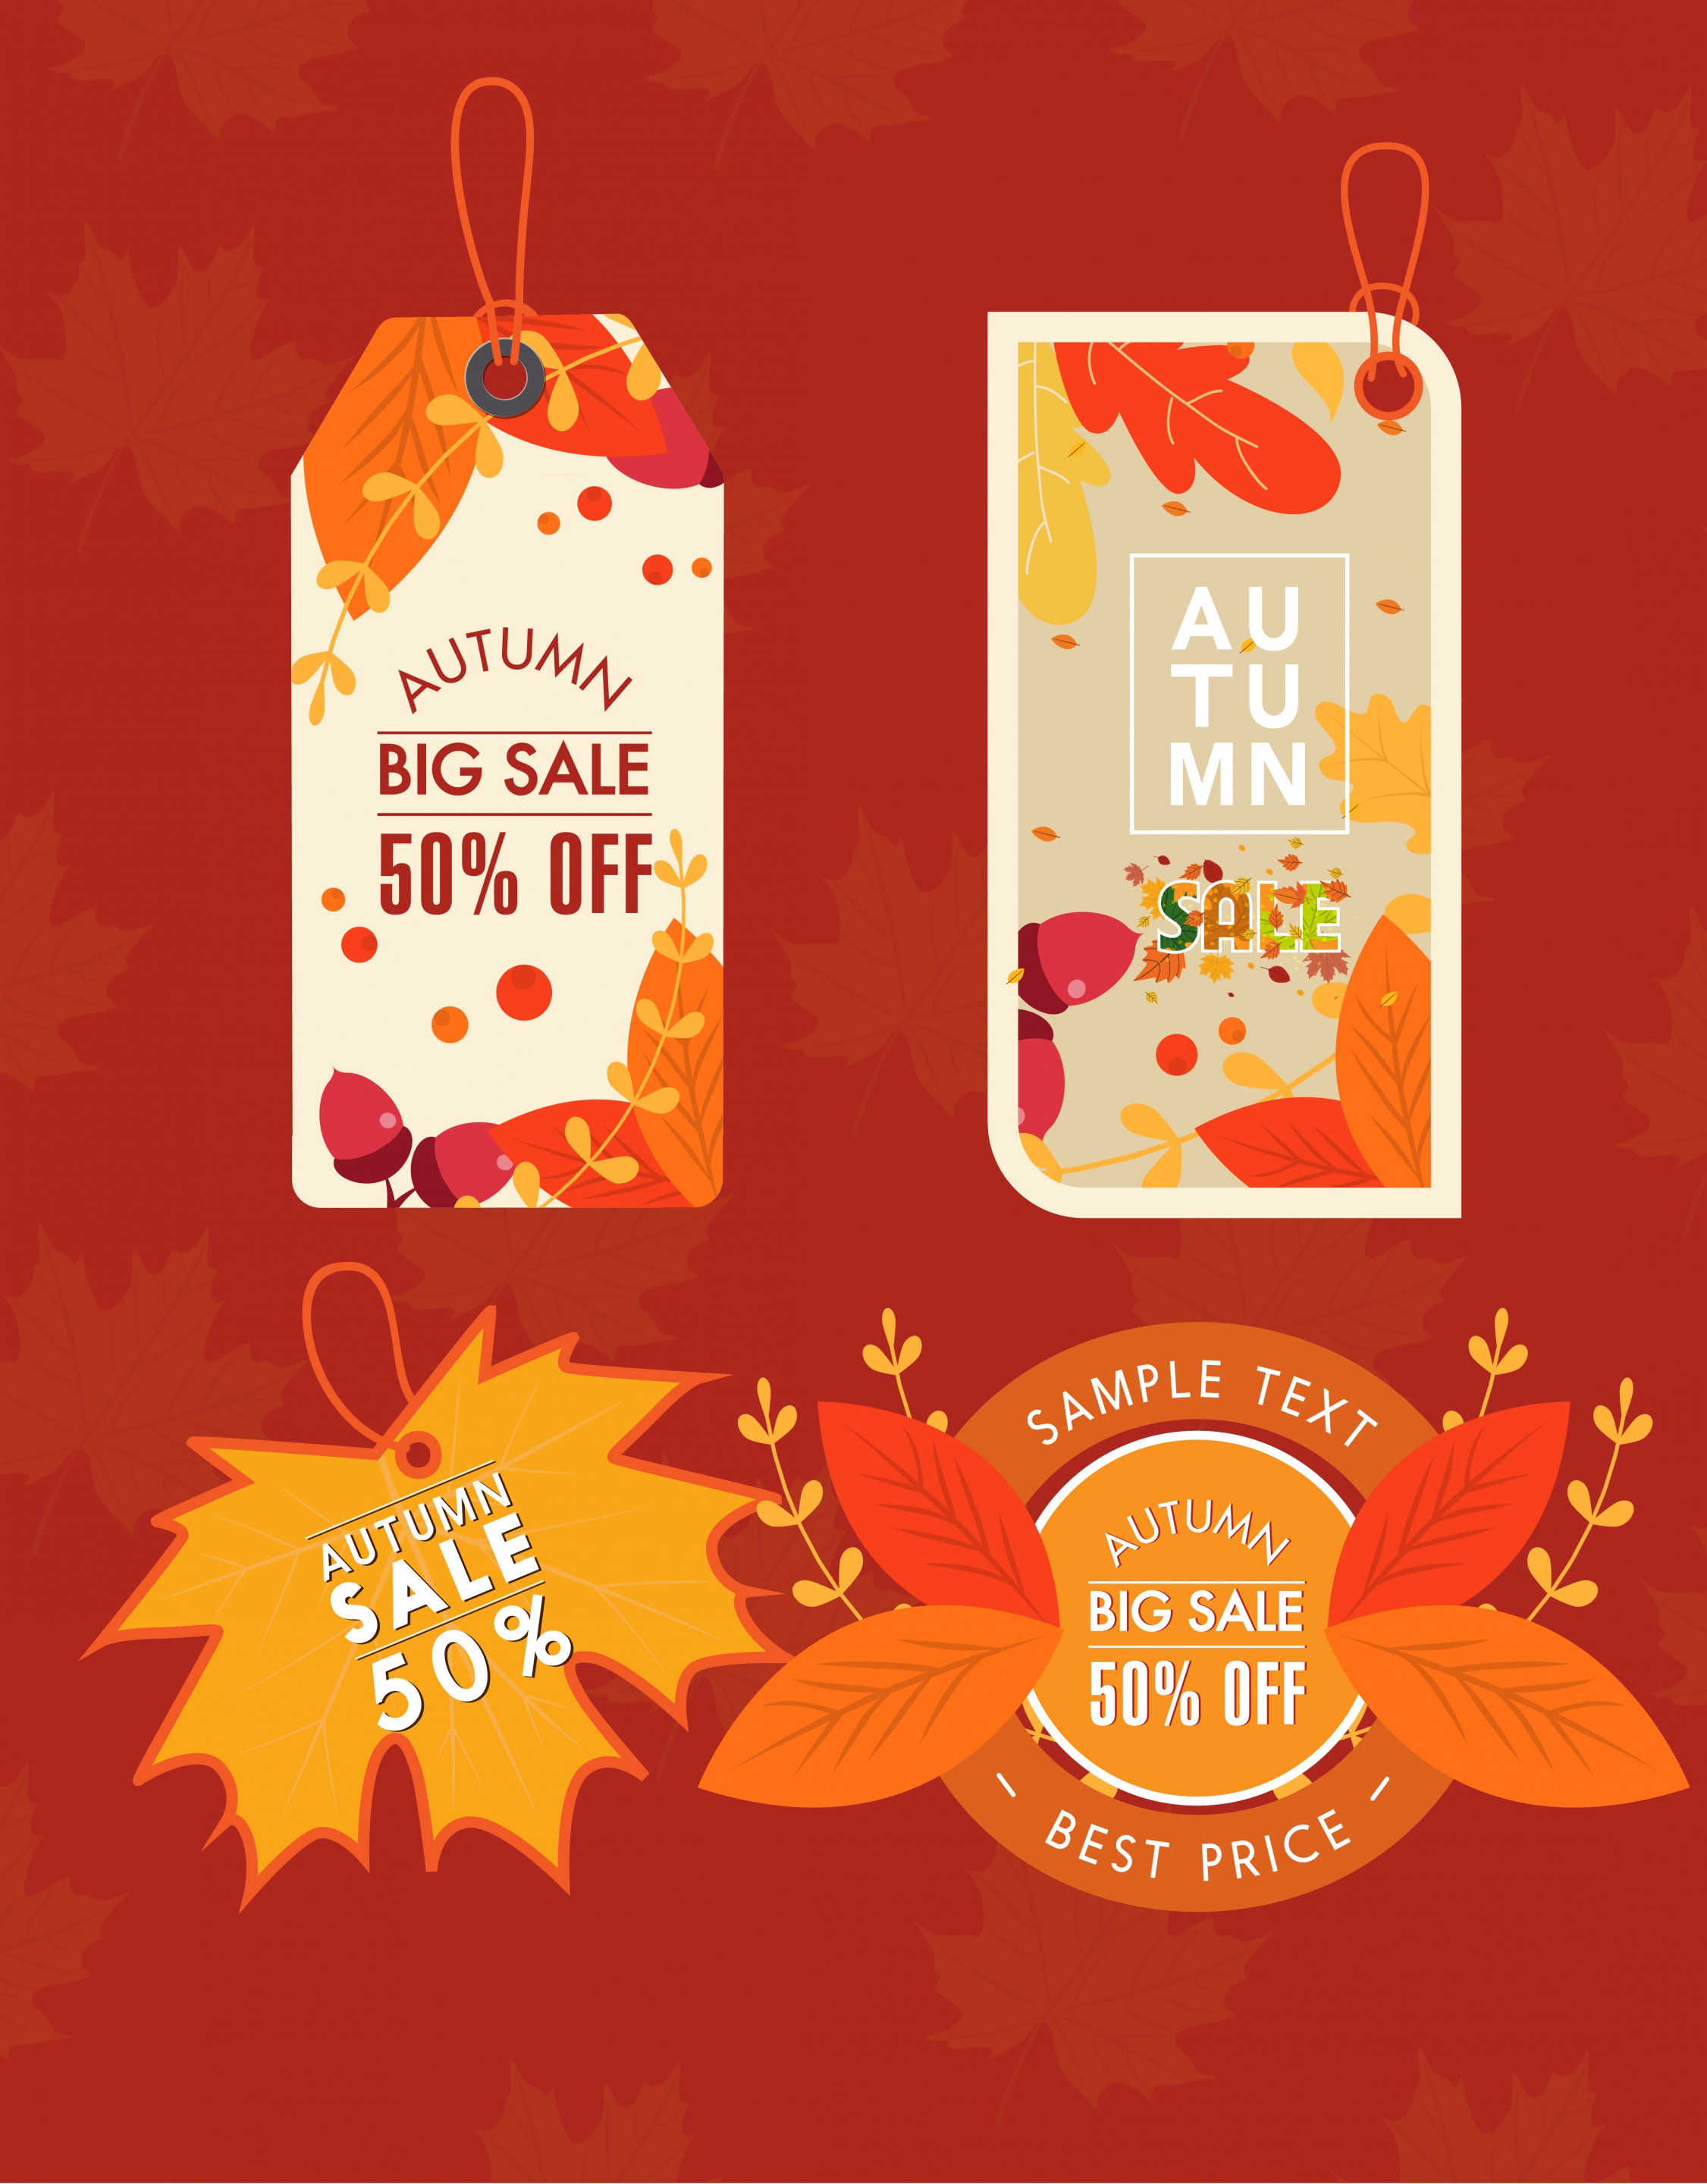 AUTUMN
BIG SALE
50% OFF
AU
TU
MN
SALE
AUTUMN
SALE
50%
SAMPLE TEXT
AUTUMN
BIG SALE
50% OFF
- BEST PRICE -